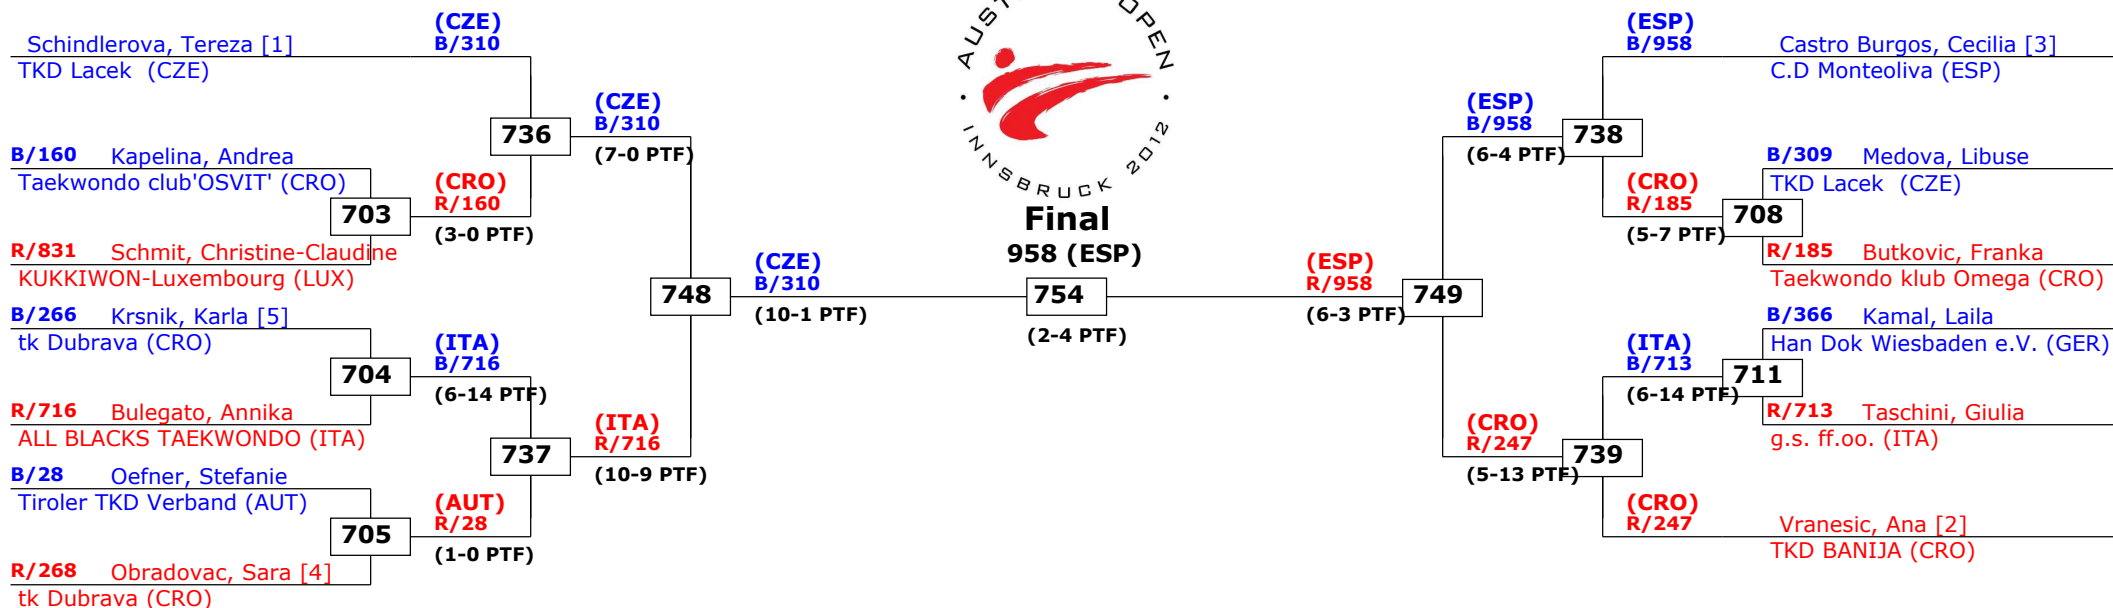 (CZE)
B/310
Schindlerova, Tereza [1]
TKD Lacek (CZE)
736
(CZE)
B/310
(7-0 PTF)
B/160 Kapelina, Andrea
Taekwondo club'OSVIT' (CRO)
703
(CRO)
R/160
(3-0 PTF)
R/831 Schmit, Christine-Claudine
KUKKIWON-Luxembourg (LUX)
748
(CZE)
B/310
(10-1 PTF)
B/266 Krsnik, Karla [5]
tk Dubrava (CRO)
704
(ITA)
B/716
(6-14 PTF)
R/716 Bulegato, Annika
ALL BLACKS TAEKWONDO (ITA)
737
(ITA)
R/716
(10-9 PTF)
B/28 Oefner, Stefanie
Tiroler TKD Verband (AUT)
705
(AUT)
R/28
(1-0 PTF)
R/268 Obradovac, Sara [4]
tk Dubrava (CRO)
OPEN
INNSBRUCK 2012
Final
958 (ESP)
754
(2-4 PTF)
(ESP)
R/958
(6-3 PTF)
749
(ESP)
B/958
(6-4 PTF)
738
(ESP)
B/958
Castro Burgos, Cecilia [3]
C.D Monteoliva (ESP)
B/309 Medova, Libuse
TKD Lacek (CZE)
(CRO)
R/185
(5-7 PTF)
708
R/185 Butkovic, Franka
Taekwondo klub Omega (CRO)
B/366 Kamal, Laila
Han Dok Wiesbaden e.V. (GER)
(ITA)
B/713
(6-14 PTF)
711
R/713 Taschini, Giulia
g.s. ff.oo. (ITA)
(CRO)
R/247
(5-13 PTF)
739
(CRO)
R/247
Vranesic, Ana [2]
TKD BANIJA (CRO)